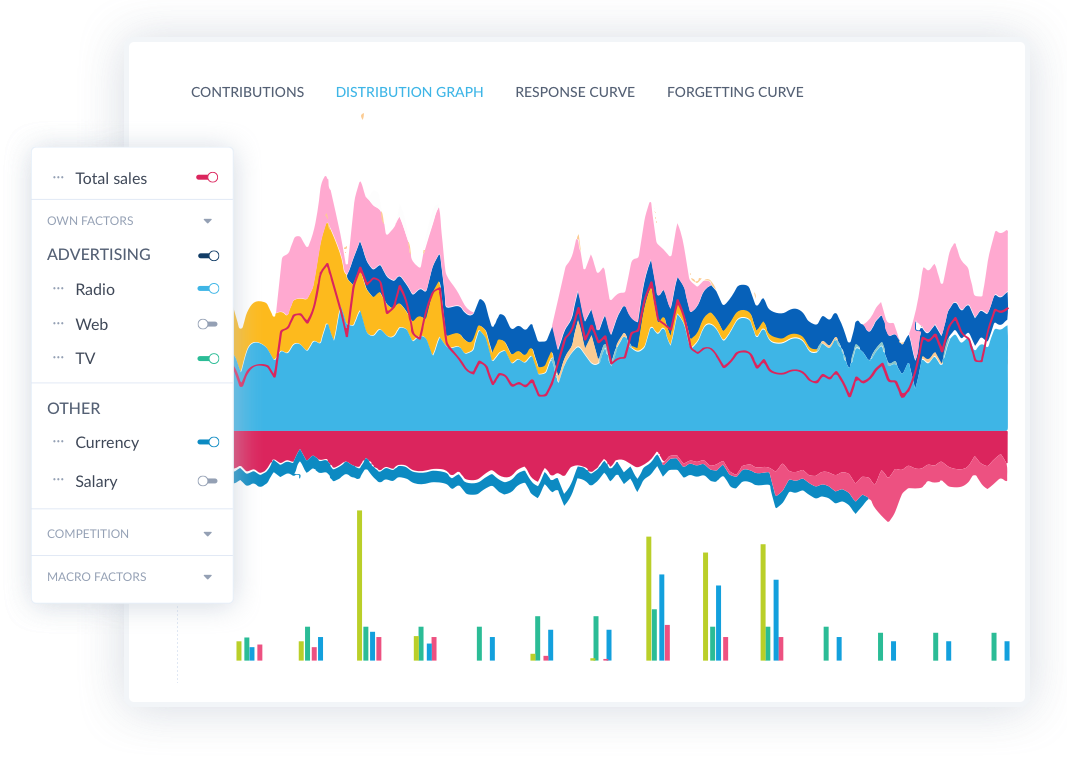 CONTRIBUTIONS DISTRIBUTION GRAPH RESPONSE CURVE FORGETTING CURVE
Total sales
OWN FACTORS
ADVERTISING
Radio
Web
TV
OTHER
Currency
Salary
COMPETITION
MACRO FACTORS